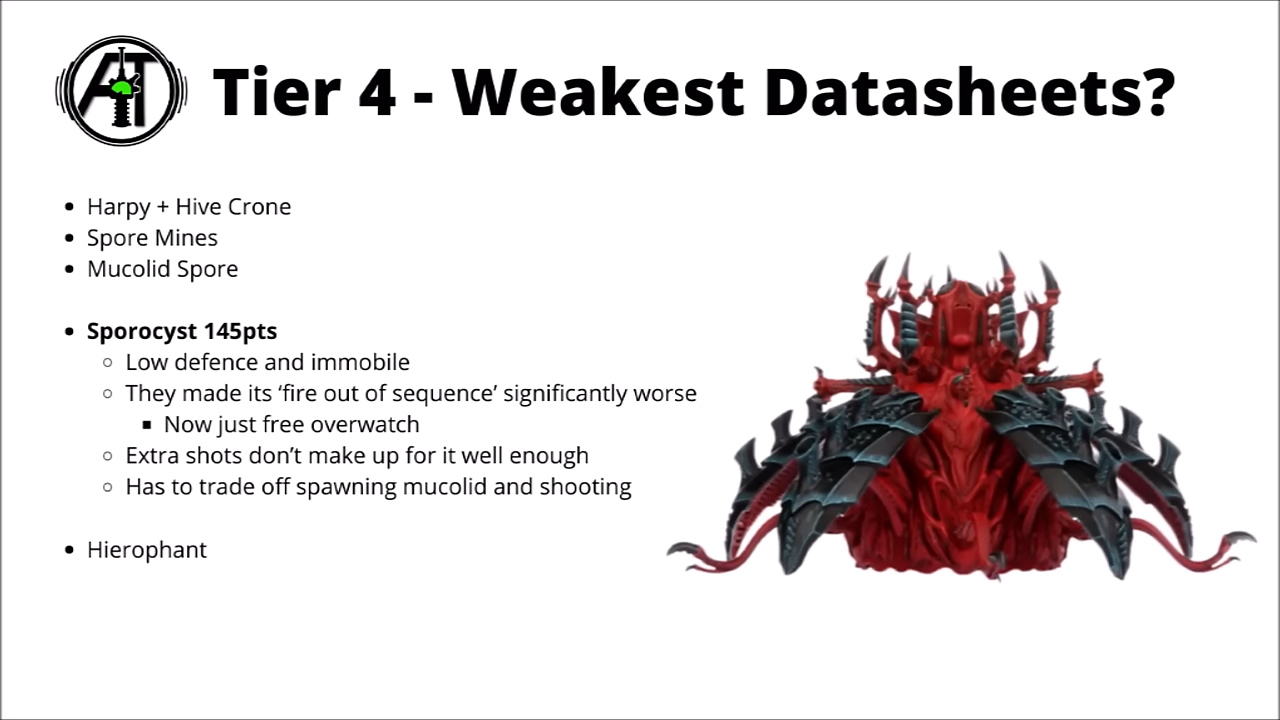 AT
Tier 4 - Weakest Datasheets?
Harpy + Hive Crone
Spore Mines
Mucolid Spore
Sporocyst 145pts
Low defence and immobile
They made its ‘fire out of sequence’ significantly worse
Now just free overwatch
Extra shots don’t make up for it well enough
Has to trade off spawning mucolid and shooting
Hierophant